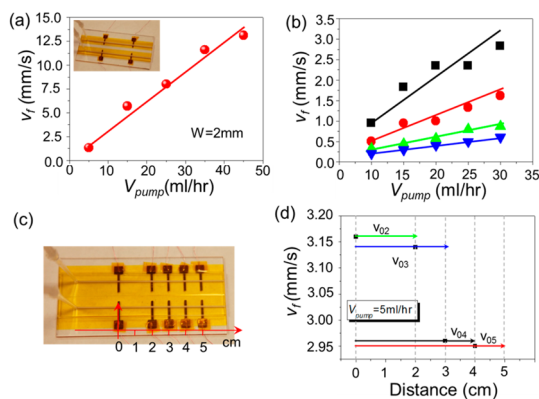 (a)
15.0
12.5
10.0
7.5
5.0
2.5
0.0
v_f (mm/s)
W=2mm
0 10 20 30 40 50
V_pump(ml/hr)
(b)
3.5
3.0
2.5
2.0
1.5
1.0
0.5
0.0
v_f (mm/s)
10 15 20 25 30 35
V_pump (ml/hr)
(c)
0 1 2 3 4 5 cm
(d)
3.20
3.15
3.10
3.05
3.00
2.95
v_f (mm/s)
v02
v03
V_pump=5ml/hr
v04 v05
0 1 2 3 4 5
Distance (cm)